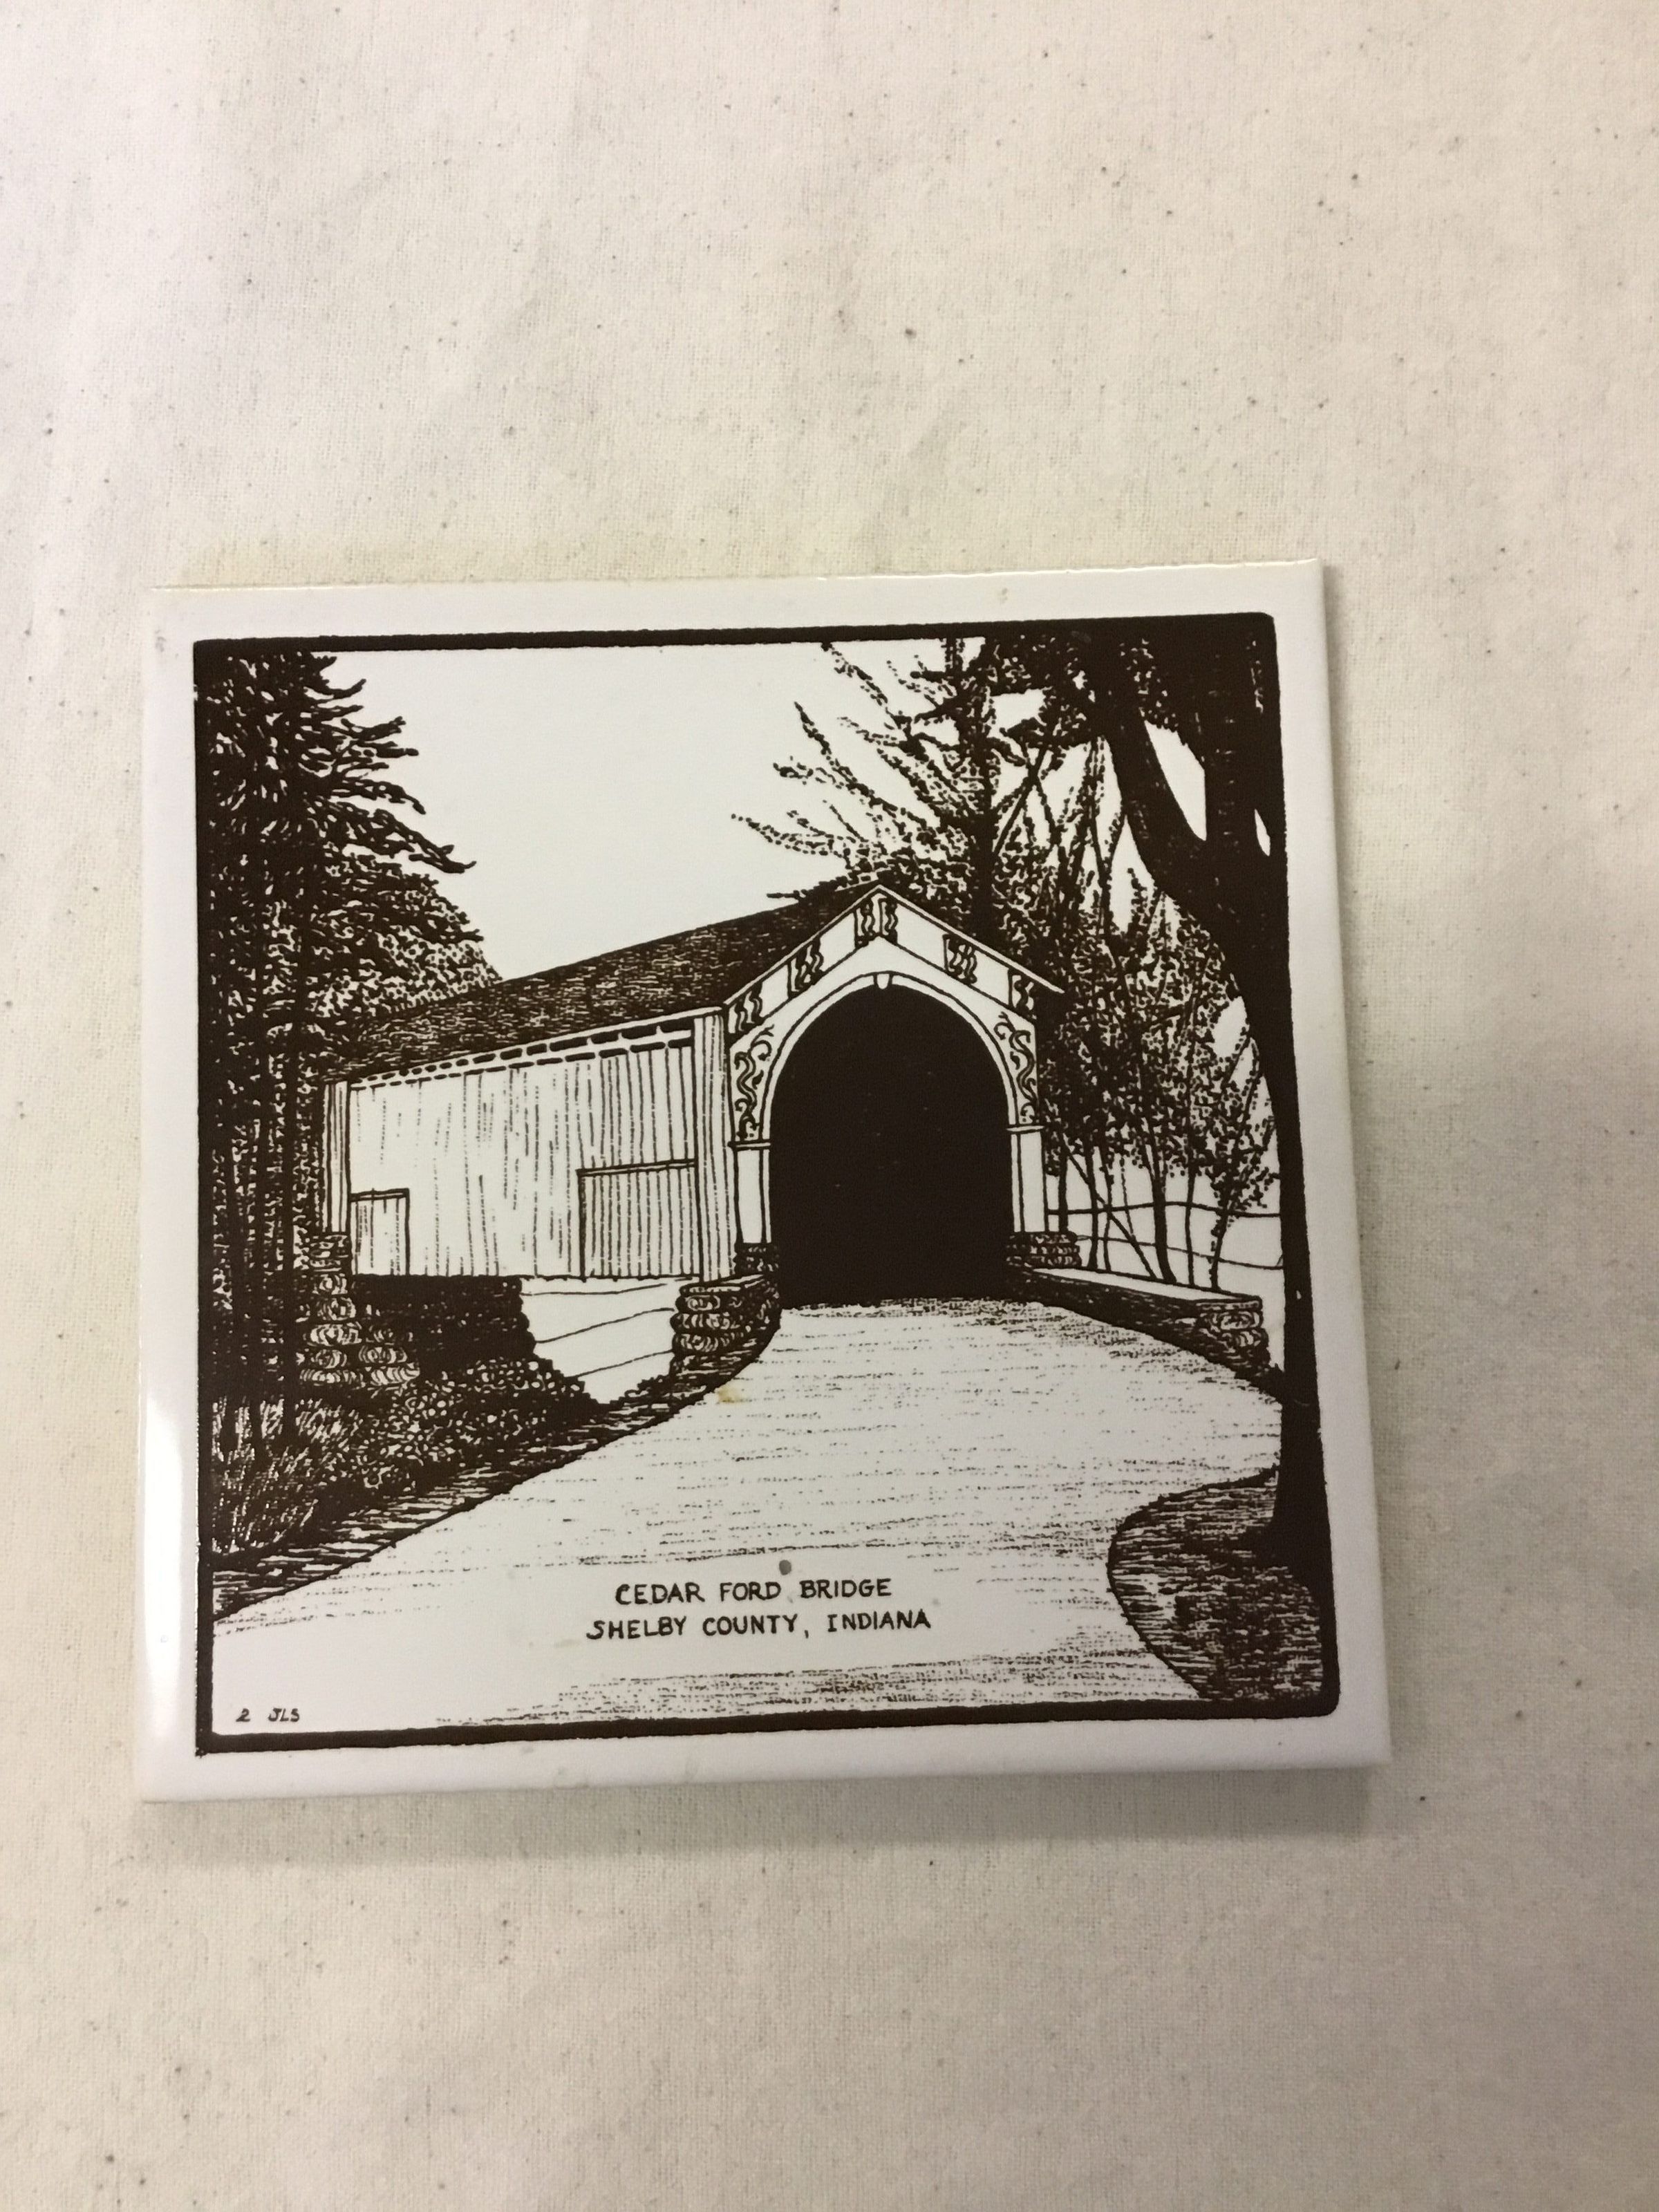 CEDAR FORD BRIDGE
SHELBY COUNTY, INDIANA
2 JLS